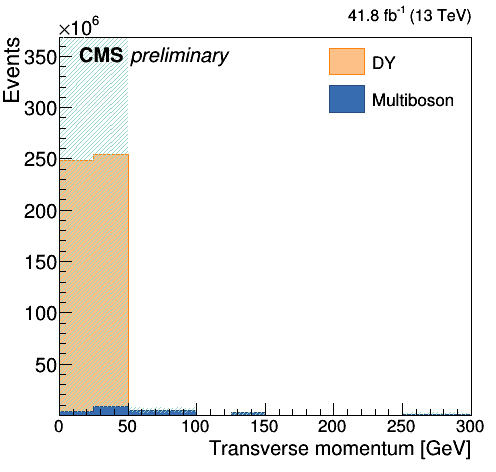 41.8 fb⁻¹ (13 TeV)
×10⁶
CMS preliminary
Events
DY
Multiboson
350
300
250
200
150
100
50
0 50 100 150 200 250 300
Transverse momentum [GeV]